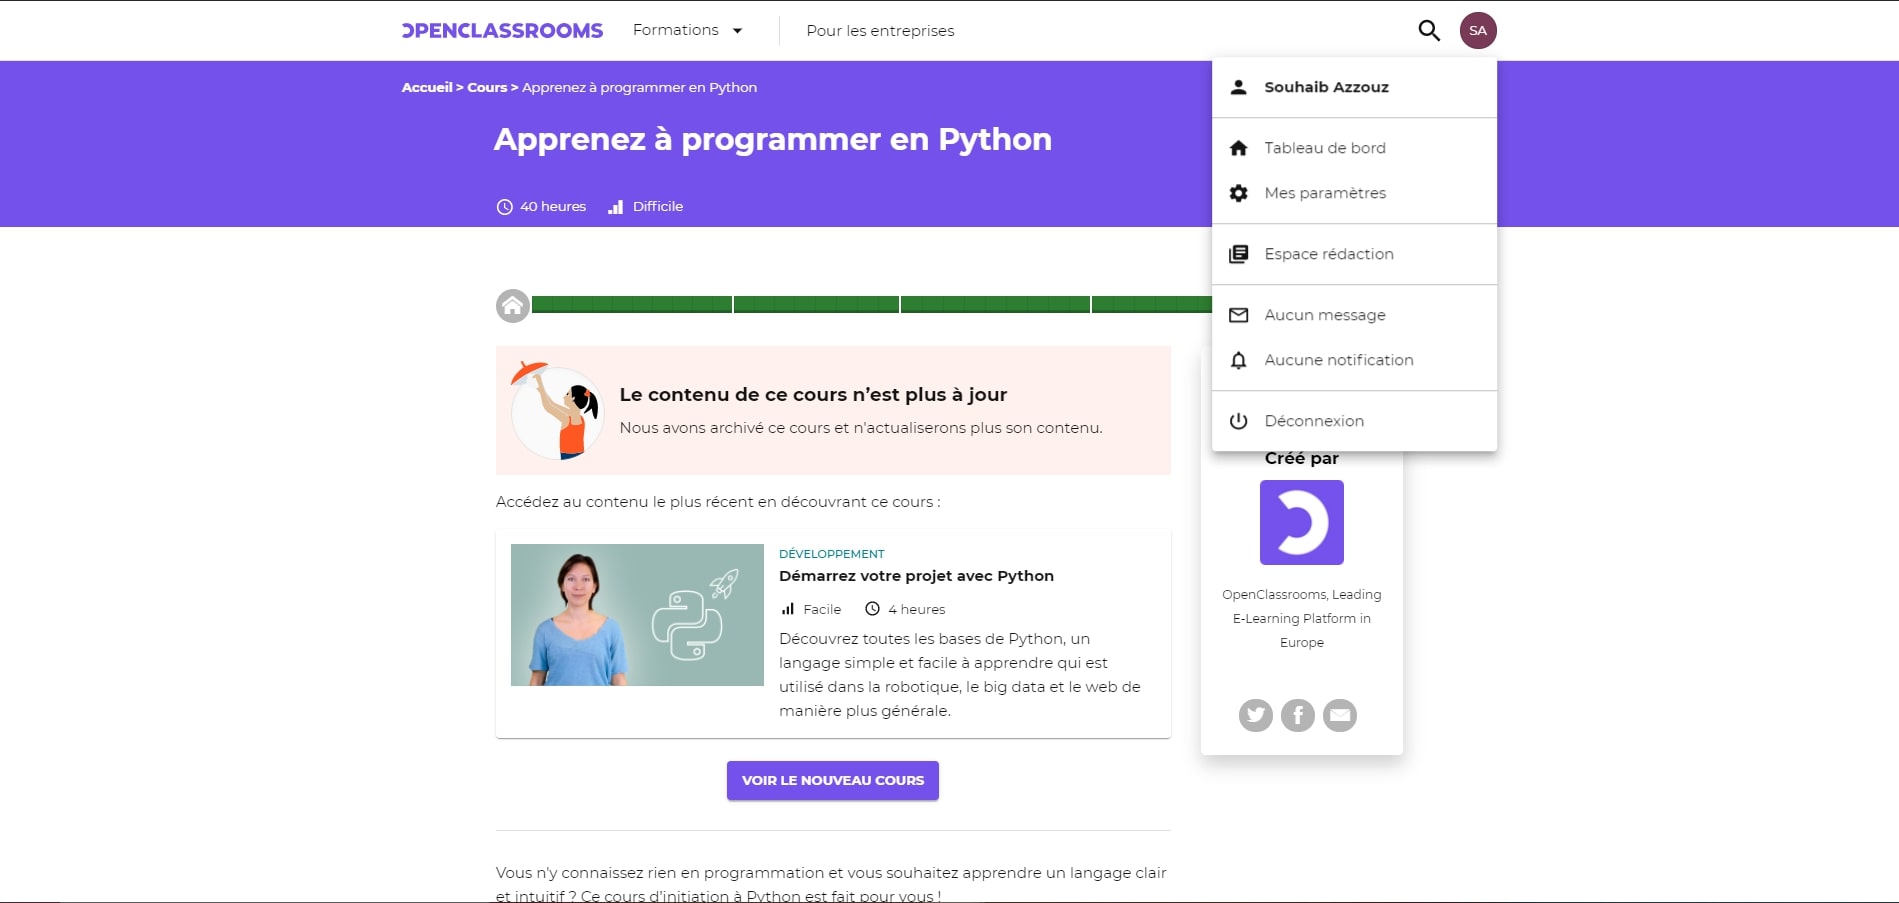 OPENCLASSROOMS
Formations
Pour les entreprises
SA
Accueil > Cours > Apprenez à programmer en Python
Apprenez à programmer en Python
40 heures
Difficile
Souhaib Azzouz
Tableau de bord
Mes paramètres
Espace rédaction
Aucun message
Aucune notification
Déconnexion
Le contenu de ce cours n’est plus à jour
Nous avons archivé ce cours et n'actualiserons plus son contenu.
Accédez au contenu le plus récent en découvrant ce cours :
DÉVELOPPEMENT
Démarrez votre projet avec Python
Facile
4 heures
Découvrez toutes les bases de Python, un
langage simple et facile à apprendre qui est
utilisé dans la robotique, le big data et le web de
manière plus générale.
VOIR LE NOUVEAU COURS
Créé par
OpenClassrooms, Leading
E-Learning Platform in
Europe
Vous n'y connaissez rien en programmation et vous souhaitez apprendre un langage clair
et intuitif ? Ce cours d'initiation à Python est fait pour vous !